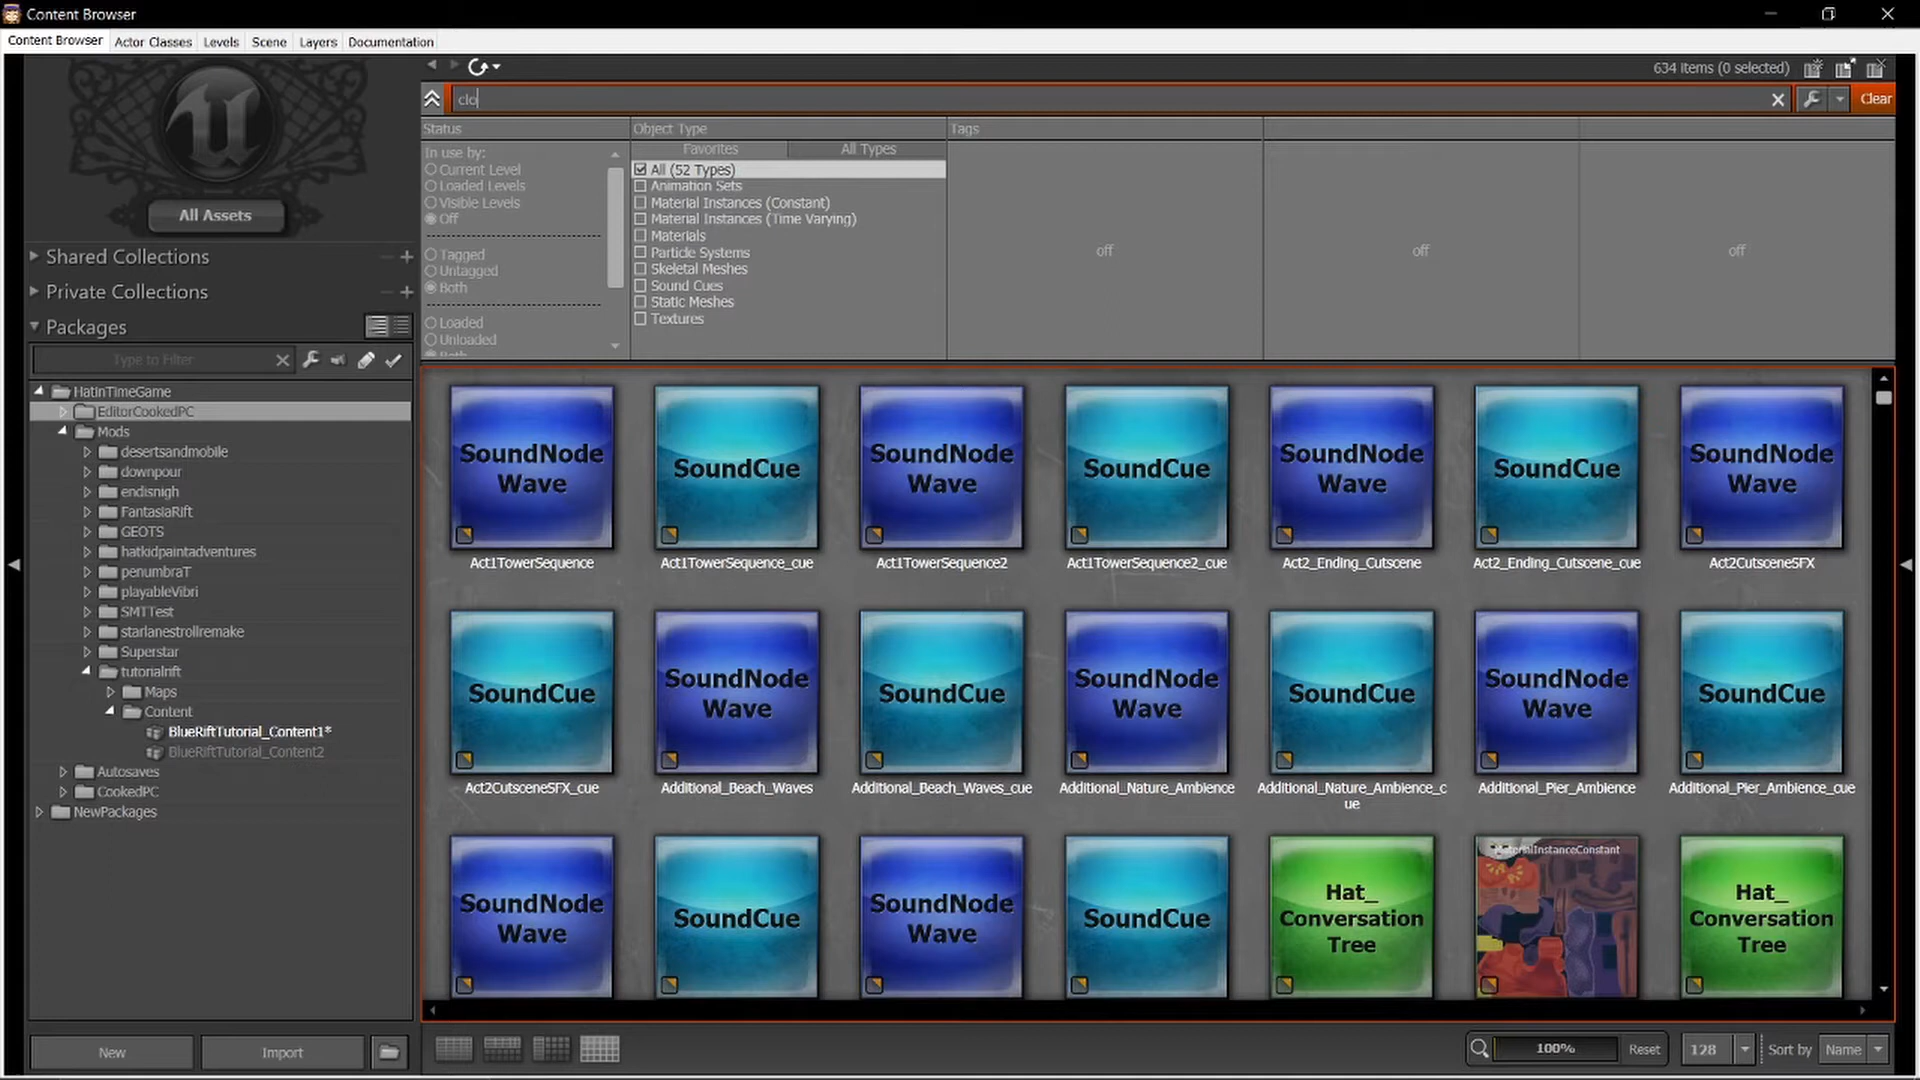 Content Browser
Content Browser
Actor Classes
Levels
Scene
Layers
Documentation
634 items (0 selected)
clo
Clear
All Assets
Shared Collections
Private Collections
Packages
Type to Filter
HatinTimeGame
EditorCookedPC
Mods
desertsandmobile
downpour
endisnigh
FantasiaRift
GEOTS
hatkidpaintadventures
penumbraT
playableVibri
SMTTest
starlanestrollremake
Superstar
tutorialrift
Maps
Content
BlueRiftTutorial_Content1*
BlueRiftTutorial_Content2
Autosaves
CookedPC
NewPackages
New
Import
Status
In use by:
Current Level
Loaded Levels
Visible Levels
Off
Tagged
Untagged
Both
Loaded
Unloaded
Both
Object Type
Favorites
All Types
All (52 Types)
Animation Sets
Material Instances (Constant)
Material Instances (Time Varying)
Materials
Particle Systems
Skeletal Meshes
Sound Cues
Static Meshes
Textures
Tags
off
off
off
SoundNode
Wave
Act1TowerSequence
SoundCue
Act1TowerSequence_cue
SoundNode
Wave
Act1TowerSequence2
SoundCue
Act1TowerSequence2_cue
SoundNode
Wave
Act2_Ending_Cutscene
SoundCue
Act2_Ending_Cutscene_cue
SoundNode
Wave
Act2CutsceneSFX
SoundCue
Act2CutsceneSFX_cue
SoundNode
Wave
Additional_Beach_Waves
SoundCue
Additional_Beach_Waves_cue
SoundNode
Wave
Additional_Nature_Ambience
SoundCue
Additional_Nature_Ambience_c
ue
SoundNode
Wave
Additional_Pier_Ambience
SoundCue
Additional_Pier_Ambience_cue
SoundNode
Wave
SoundCue
SoundNode
Wave
SoundCue
Hat_
Conversation
Tree
MaterialInstanceConstant
Hat_
Conversation
Tree
100%
Reset
128
Sort by
Name